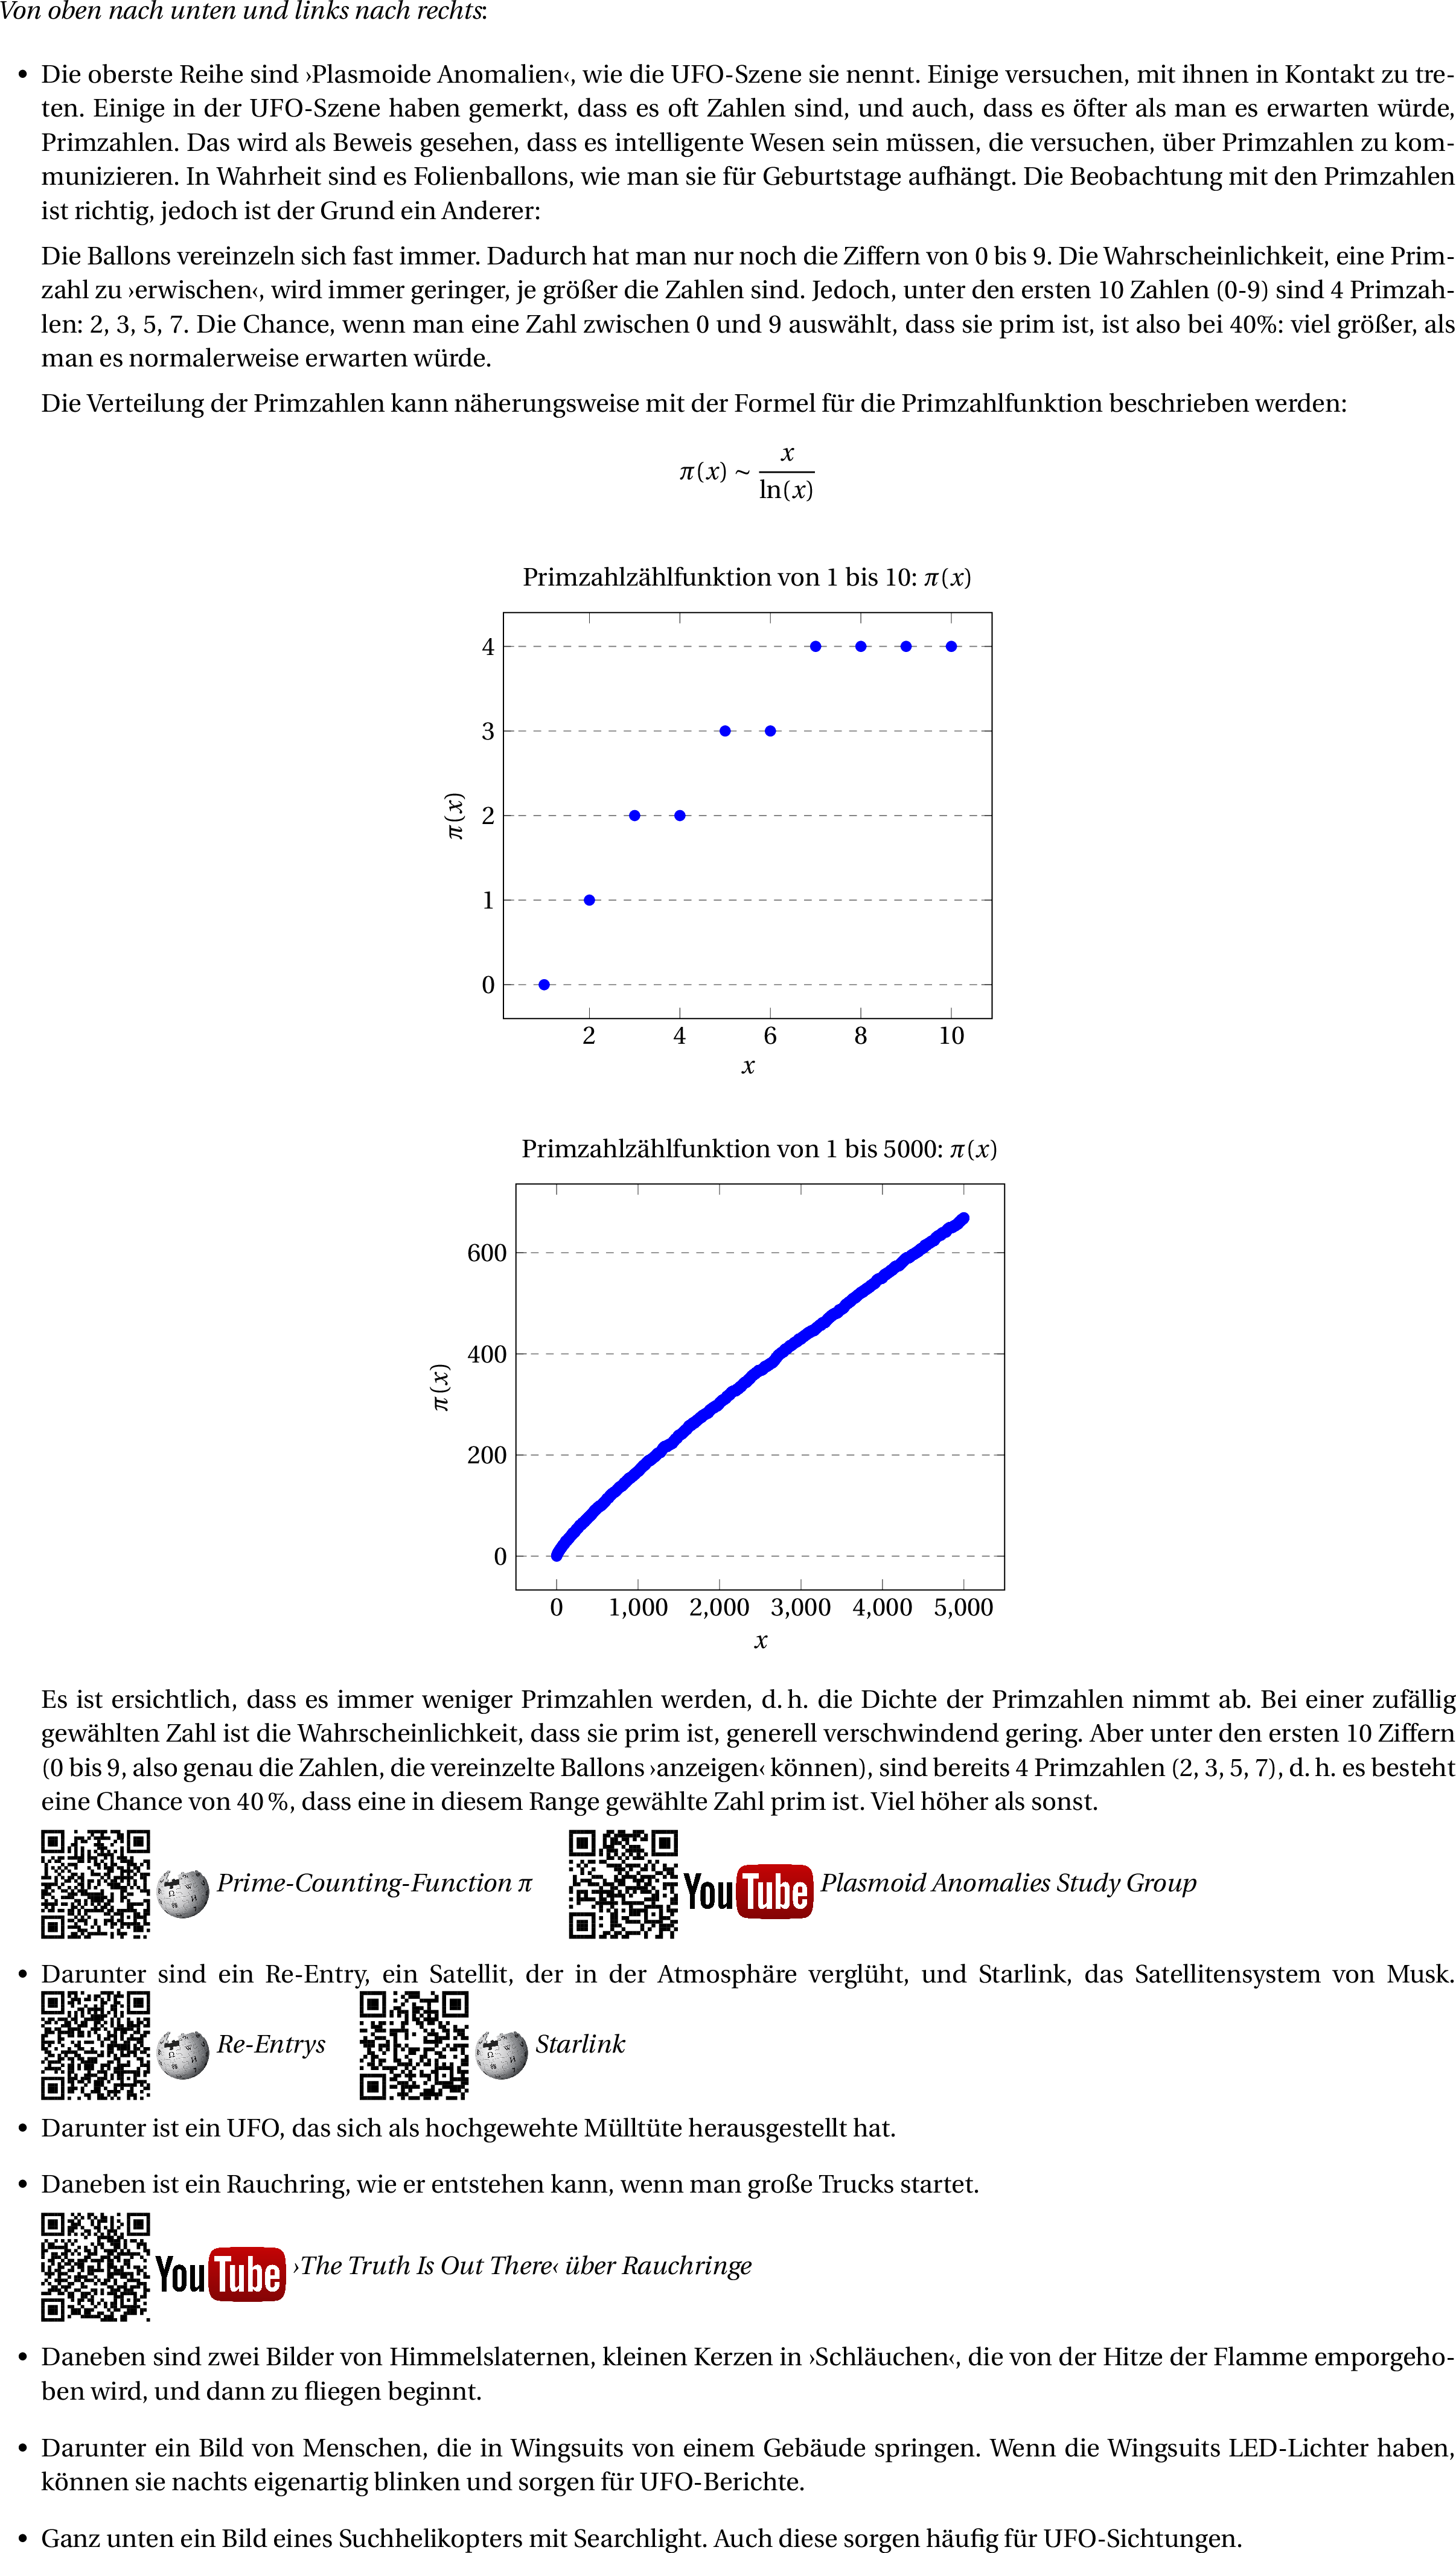 Von oben nach unten und links nach rechts:
• Die oberste Reihe sind ›Plasmoide Anomalien‹, wie die UFO-Szene sie nennt. Einige versuchen, mit ihnen in Kontakt zu tre-
ten. Einige in der UFO-Szene haben gemerkt, dass es oft Zahlen sind, und auch, dass es öfter als man es erwarten würde,
Primzahlen. Das wird als Beweis gesehen, dass es intelligente Wesen sein müssen, die versuchen, über Primzahlen zu kom-
munizieren. In Wahrheit sind es Folienballons, wie man sie für Geburtstage aufhängt. Die Beobachtung mit den Primzahlen
ist richtig, jedoch ist der Grund ein Anderer:
Die Ballons vereinzeln sich fast immer. Dadurch hat man nur noch die Ziffern von 0 bis 9. Die Wahrscheinlichkeit, eine Prim-
zahl zu ›erwischen‹, wird immer geringer, je größer die Zahlen sind. Jedoch, unter den ersten 10 Zahlen (0-9) sind 4 Primzah-
len: 2, 3, 5, 7. Die Chance, wenn man eine Zahl zwischen 0 und 9 auswählt, dass sie prim ist, ist also bei 40%: viel größer, als
man es normalerweise erwarten würde.
Die Verteilung der Primzahlen kann näherungsweise mit der Formel für die Primzahlfunktion beschrieben werden:
π(x) ~ x / ln(x)
Primzahlzählfunktion von 1 bis 10: π(x)
4
3
2
1
0
π(x)
2 4 6 8 10
x
Primzahlzählfunktion von 1 bis 5000: π(x)
600
400
200
0
π(x)
0 1,000 2,000 3,000 4,000 5,000
x
Es ist ersichtlich, dass es immer weniger Primzahlen werden, d. h. die Dichte der Primzahlen nimmt ab. Bei einer zufällig
gewählten Zahl ist die Wahrscheinlichkeit, dass sie prim ist, generell verschwindend gering. Aber unter den ersten 10 Ziffern
(0 bis 9, also genau die Zahlen, die vereinzelte Ballons ›anzeigen‹ können), sind bereits 4 Primzahlen (2, 3, 5, 7), d. h. es besteht
eine Chance von 40 %, dass eine in diesem Range gewählte Zahl prim ist. Viel höher als sonst.
Prime-Counting-Function π YouTube Plasmoid Anomalies Study Group
• Darunter sind ein Re-Entry, ein Satellit, der in der Atmosphäre verglüht, und Starlink, das Satellitensystem von Musk.
Re-Entrys Starlink
• Darunter ist ein UFO, das sich als hochgewehte Mülltüte herausgestellt hat.
• Daneben ist ein Rauchring, wie er entstehen kann, wenn man große Trucks startet.
YouTube ›The Truth Is Out There‹ über Rauchringe
• Daneben sind zwei Bilder von Himmelslaternen, kleinen Kerzen in ›Schläuchen‹, die von der Hitze der Flamme emporgeho-
ben wird, und dann zu fliegen beginnt.
• Darunter ein Bild von Menschen, die in Wingsuits von einem Gebäude springen. Wenn die Wingsuits LED-Lichter haben,
können sie nachts eigenartig blinken und sorgen für UFO-Berichte.
• Ganz unten ein Bild eines Suchhelikopters mit Searchlight. Auch diese sorgen häufig für UFO-Sichtungen.